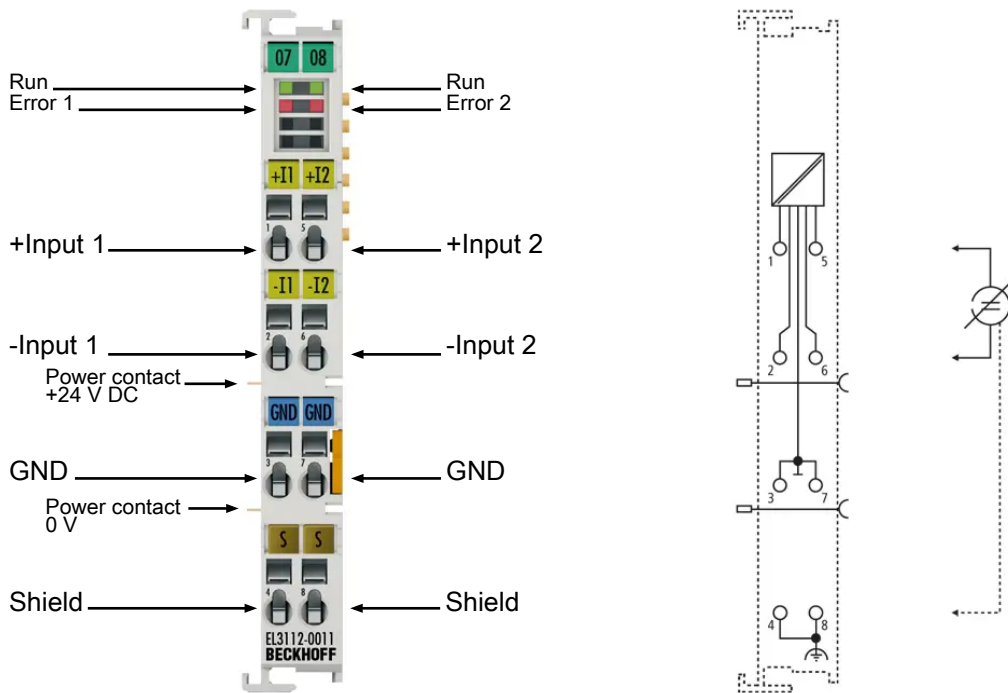 07 08
Run
Error 1
Run
Error 2
+I1 +I2
1 5
+Input 1
+Input 2
-I1 -I2
2 6
-Input 1
-Input 2
Power contact
+24 V DC
GND GND
3 7
GND
GND
Power contact
0 V
S S
4 8
Shield
Shield
EL3112-0011
BECKHOFF
1 5
2 6
3 7
4 8